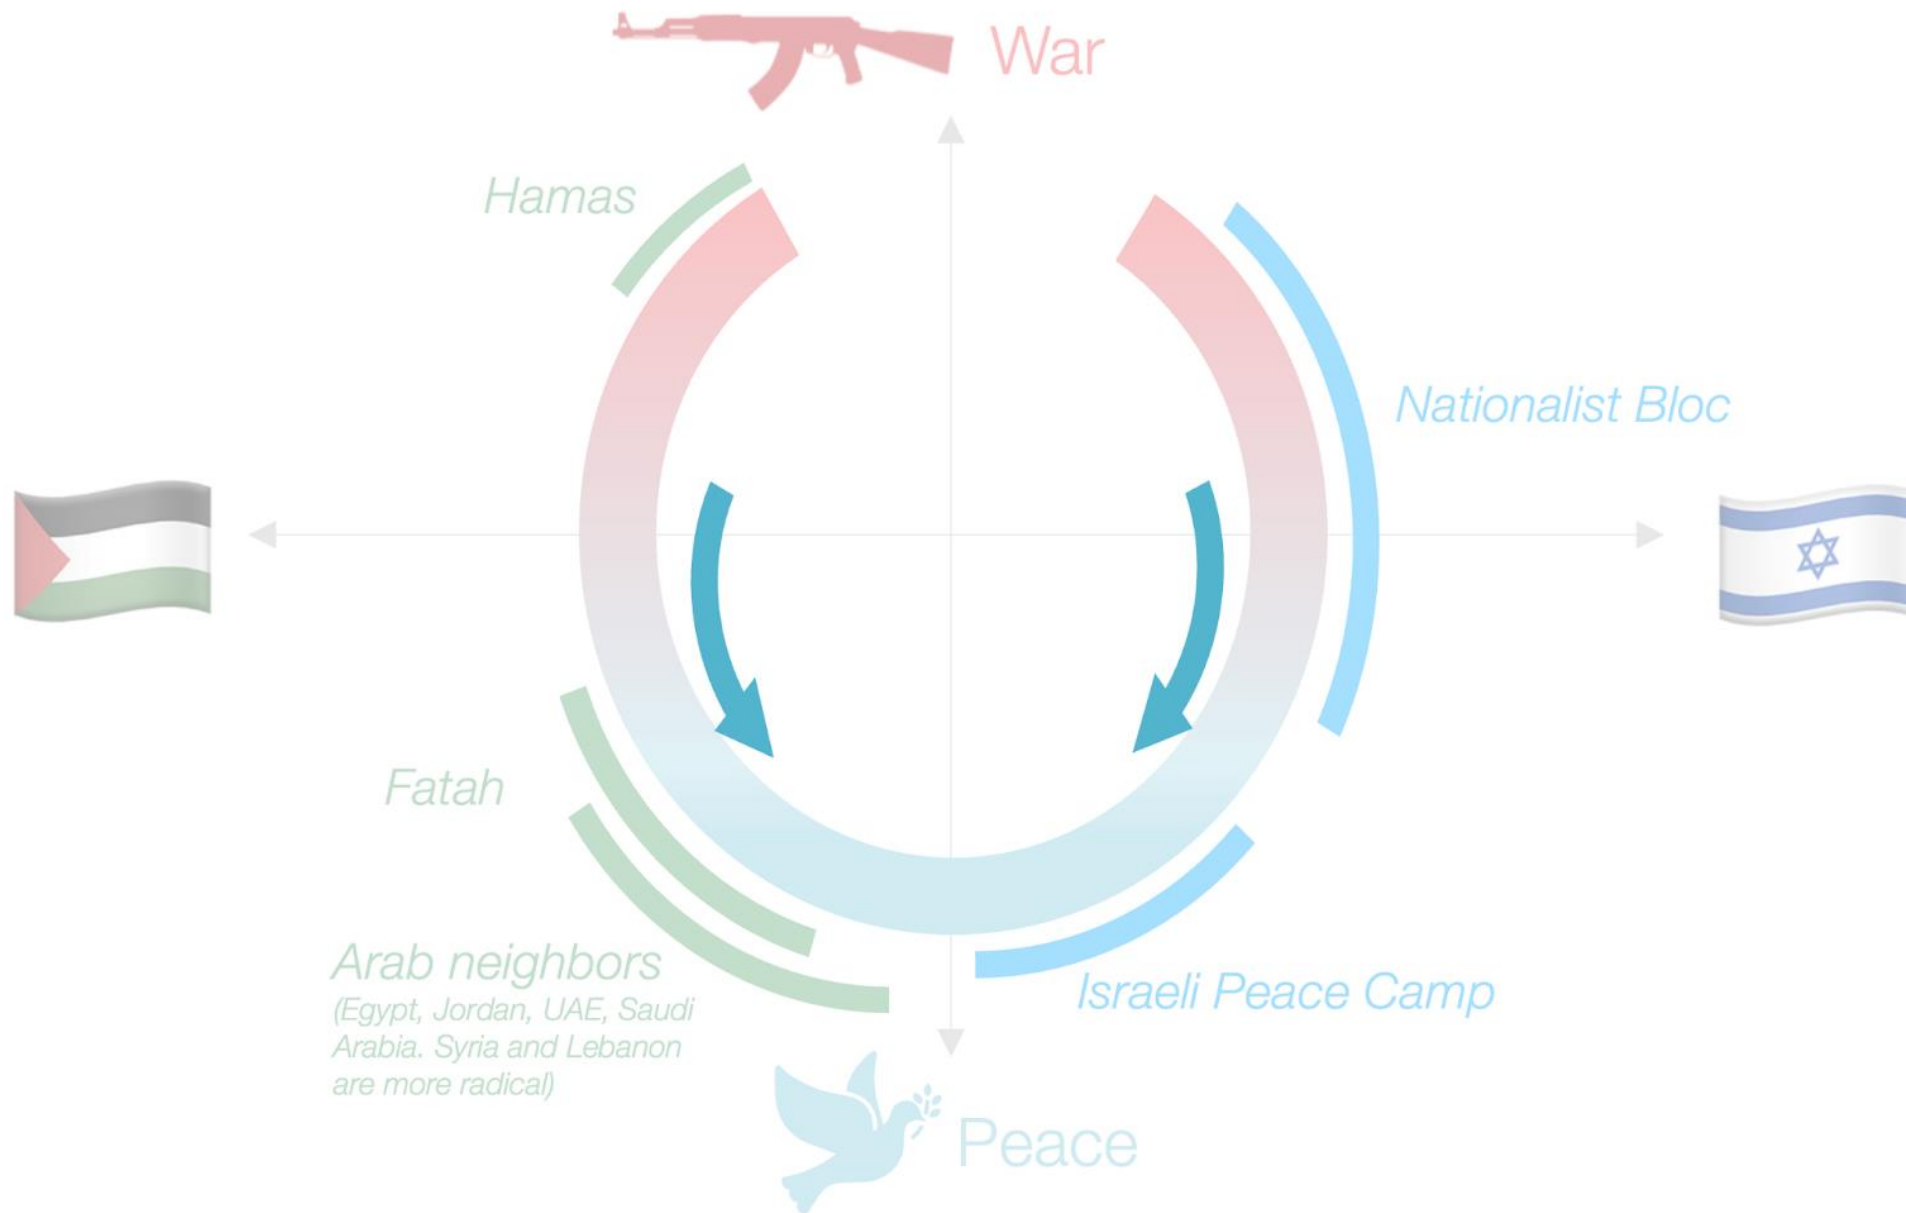 War
Hamas
Nationalist Bloc
Fatah
Arab neighbors
(Egypt, Jordan, UAE, Saudi
Arabia. Syria and Lebanon
are more radical)
Israeli Peace Camp
Peace